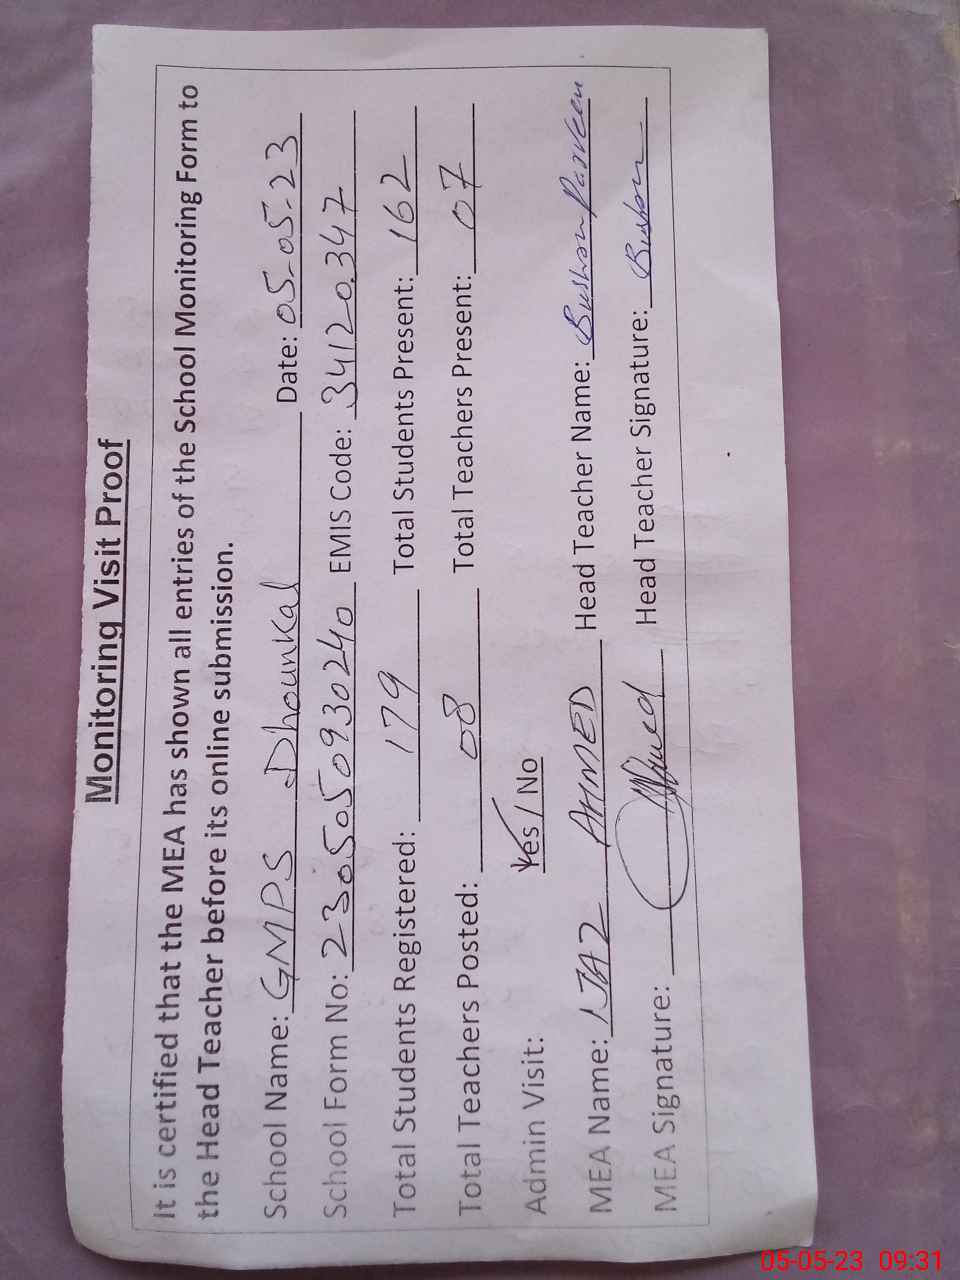 Monitoring Visit Proof
It is certified that the MEA has shown all entries of the School Monitoring Form to
the Head Teacher before its online submission.
School Name: GMPS Dhounkal Date: 05-05-23
School Form No: 2305050930240 EMIS Code: 34120347
Total Students Registered: 179 Total Students Present: 162
Total Teachers Posted: 08 Total Teachers Present: 07
Admin Visit: Yes / No
MEA Name: IJAZ AHMED Head Teacher Name: Bushra Parveen
MEA Signature: Ahmed Head Teacher Signature: Bushra
05-05-23 09:31